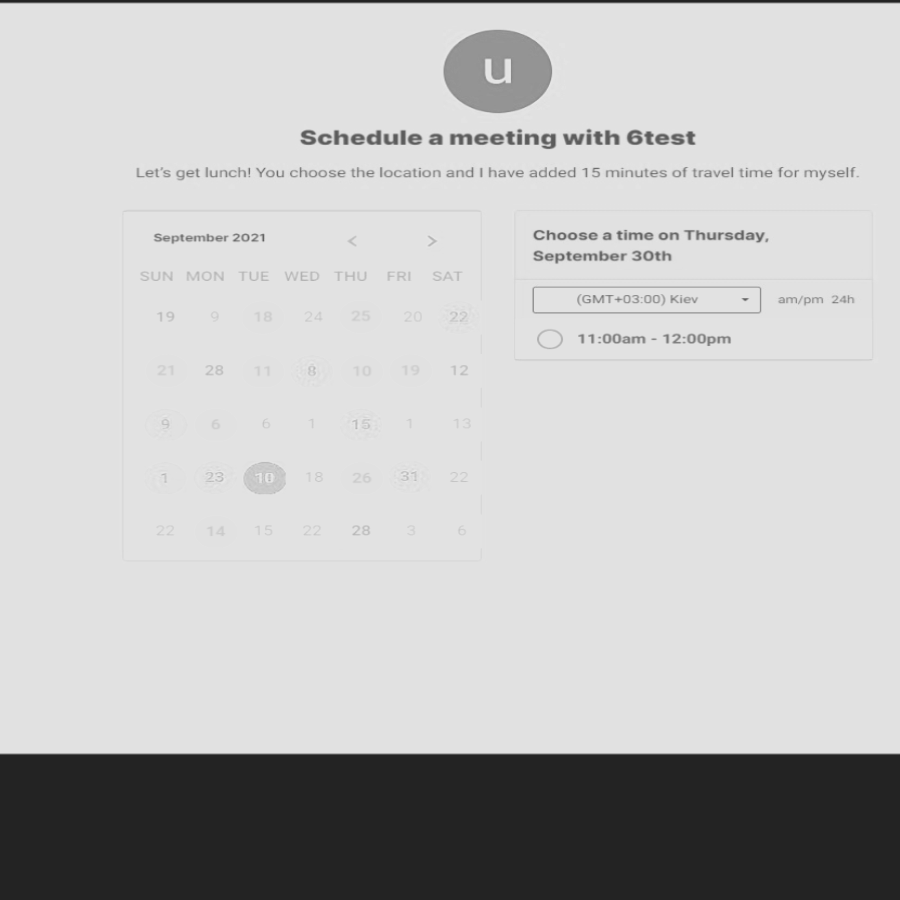 u
Schedule a meeting with 6test
Let's get lunch! You choose the location and I have added 15 minutes of travel time for myself.
September 2021 < >
SUN MON TUE WED THU FRI SAT
19 9 18 24 25 20 22
21 28 11 8 10 19 12
9 6 6 1 15 1 13
1 23 10 18 26 31 22
22 14 15 22 28 3 6
Choose a time on Thursday,
September 30th
(GMT+03:00) Kiev am/pm 24h
11:00am - 12:00pm